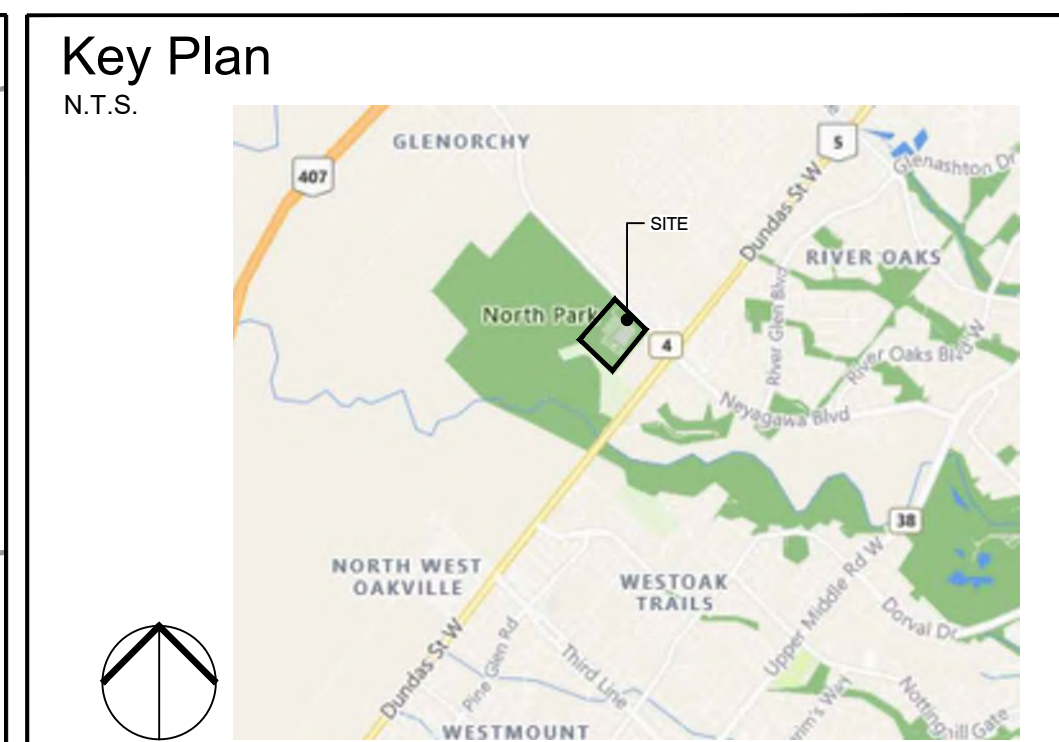 Key Plan
N.T.S.
GLENORCHY
5
407
Glenashton Dr
SITE
Dundas St W
RIVER OAKS
North Park
4
River Glen Blvd
River Oaks Blvd W
Neyagawa Blvd
38
NORTH WEST
OAKVILLE
WESTOAK
TRAILS
Upper Middle Rd W
Dorval Dr
Dundas St W
Pine Glen Rd
Third Line
Nottinghill Gate
WESTMOUNT